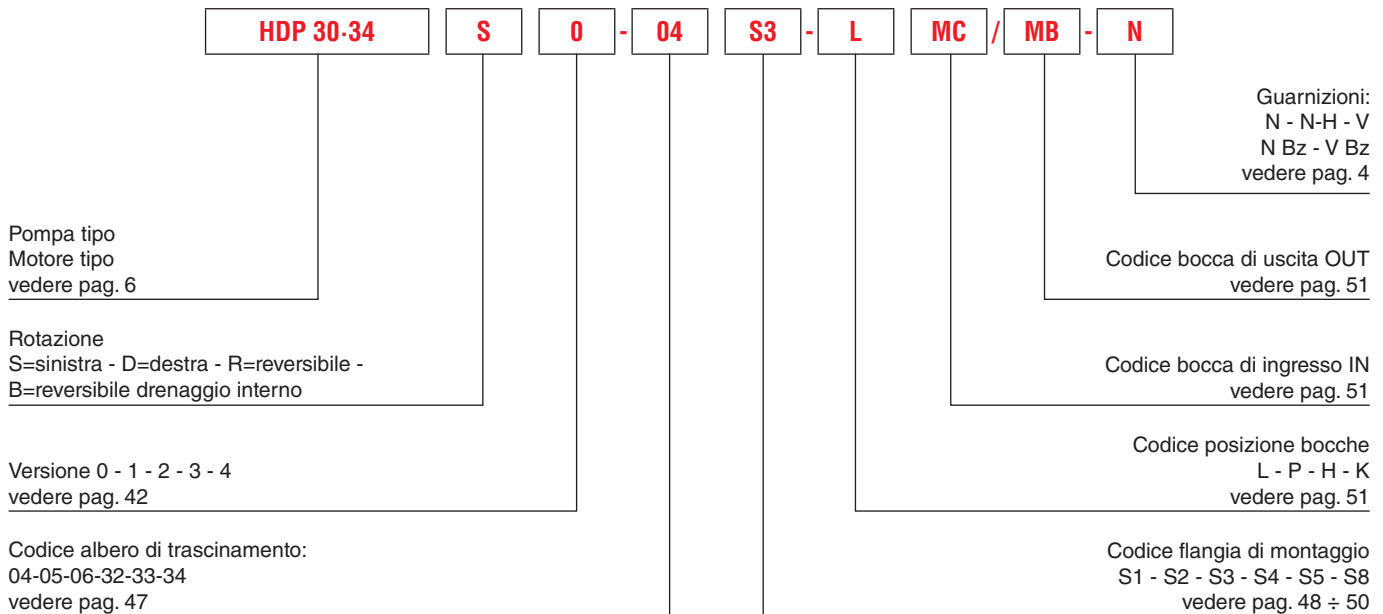 HDP 30·34 S 0 - 04 S3 - L MC / MB - N
Guarnizioni:
N - N-H - V
N Bz - V Bz
vedere pag. 4
Pompa tipo
Motore tipo
vedere pag. 6
Codice bocca di uscita OUT
vedere pag. 51
Rotazione
S=sinistra - D=destra - R=reversibile -
B=reversibile drenaggio interno
Codice bocca di ingresso IN
vedere pag. 51
Versione 0 - 1 - 2 - 3 - 4
vedere pag. 42
Codice posizione bocche
L - P - H - K
vedere pag. 51
Codice albero di trascinamento:
04-05-06-32-33-34
vedere pag. 47
Codice flangia di montaggio
S1 - S2 - S3 - S4 - S5 - S8
vedere pag. 48 ÷ 50